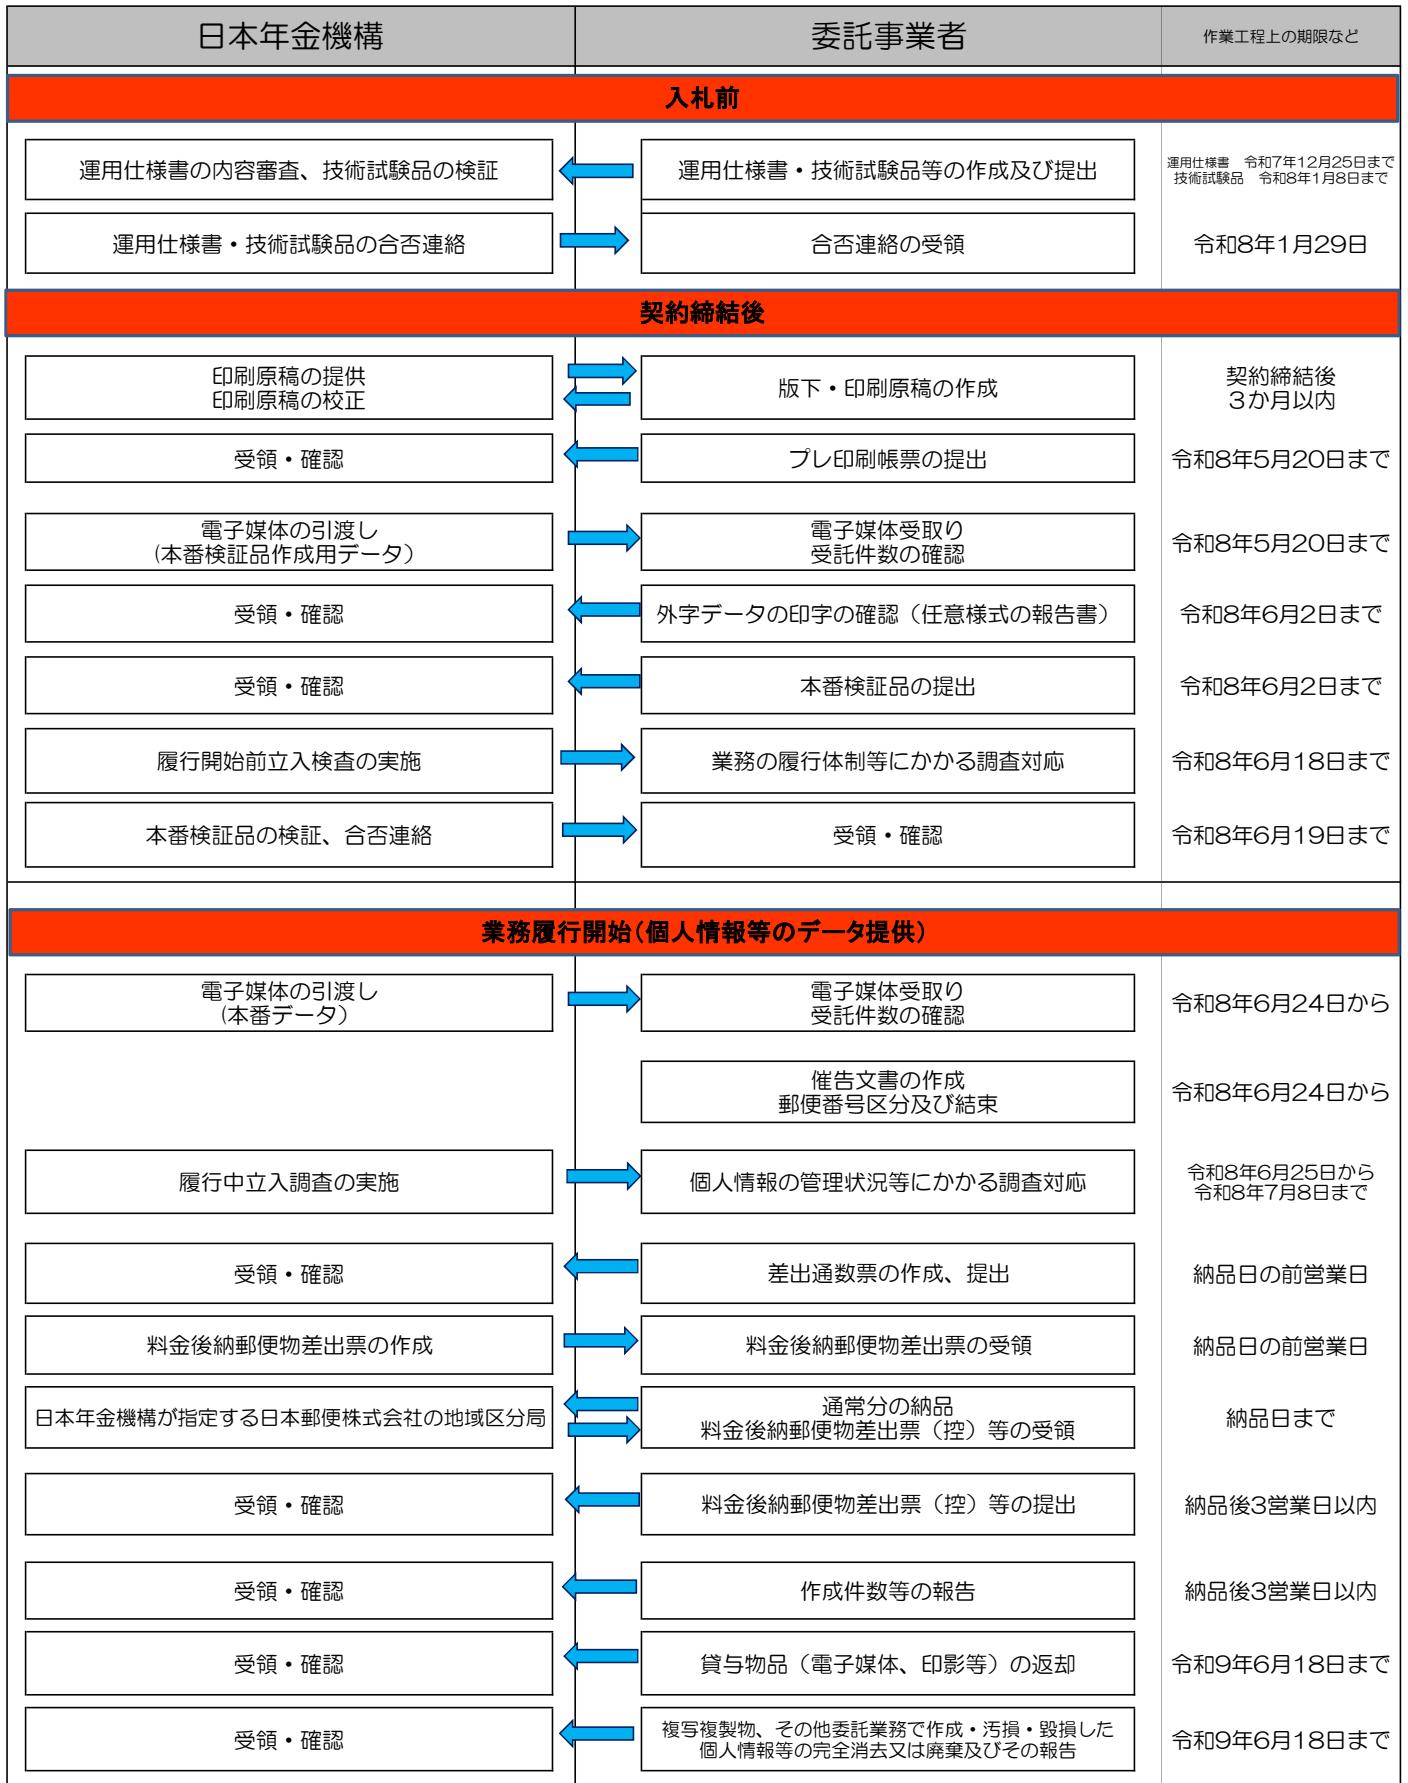 日本年金機構
委託事業者
作業工程上の期限など
入札前
運用仕様書の内容審査、技術試験品の検証
運用仕様書・技術試験品等の作成及び提出
運用仕様書　令和7年12月25日まで
技術試験品　令和8年1月8日まで
運用仕様書・技術試験品の合否連絡
合否連絡の受領
令和8年1月29日
契約締結後
印刷原稿の提供
印刷原稿の校正
版下・印刷原稿の作成
契約締結後
３か月以内
受領・確認
プレ印刷帳票の提出
令和8年5月20日まで
電子媒体の引渡し
(本番検証品作成用データ）
電子媒体受取り
受託件数の確認
令和8年5月20日まで
受領・確認
外字データの印字の確認（任意様式の報告書）
令和8年6月2日まで
受領・確認
本番検証品の提出
令和8年6月2日まで
履行開始前立入検査の実施
業務の履行体制等にかかる調査対応
令和8年6月18日まで
本番検証品の検証、合否連絡
受領・確認
令和8年6月19日まで
業務履行開始（個人情報等のデータ提供）
電子媒体の引渡し
(本番データ）
電子媒体受取り
受託件数の確認
令和8年6月24日から
催告文書の作成
郵便番号区分及び結束
令和8年6月24日から
履行中立入調査の実施
個人情報の管理状況等にかかる調査対応
令和8年6月25日から
令和8年7月8日まで
受領・確認
差出通数票の作成、提出
納品日の前営業日
料金後納郵便物差出票の作成
料金後納郵便物差出票の受領
納品日の前営業日
日本年金機構が指定する日本郵便株式会社の地域区分局
通常分の納品
料金後納郵便物差出票（控）等の受領
納品日まで
受領・確認
料金後納郵便物差出票（控）等の提出
納品後3営業日以内
受領・確認
作成件数等の報告
納品後3営業日以内
受領・確認
貸与物品（電子媒体、印影等）の返却
令和9年6月18日まで
受領・確認
複写複製物、その他委託業務で作成・汚損・毀損した
個人情報等の完全消去又は廃棄及びその報告
令和9年6月18日まで